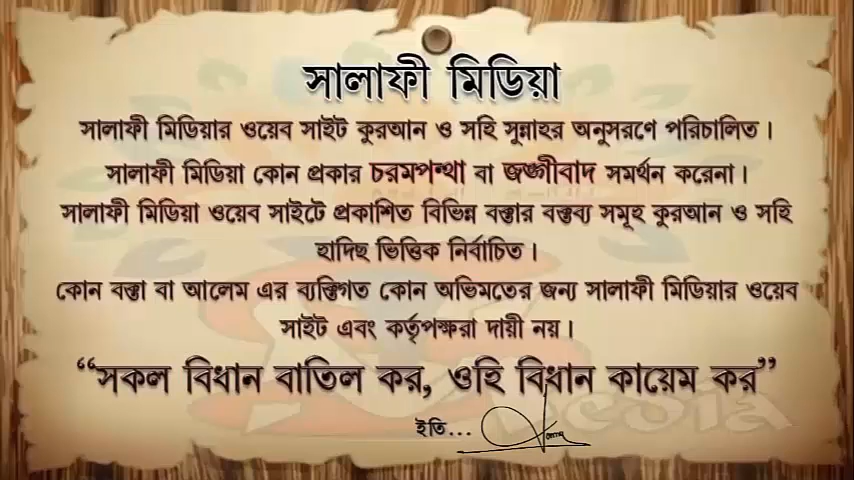 সালাফী মিডিয়া
সালাফী মিডিয়ার ওয়েব সাইট কুরআন ও সহি সুন্নাহর অনুসরণে পরিচালিত।
সালাফী মিডিয়া কোন প্রকার চরমপন্থা বা জঙ্গীবাদ সমর্থন করেনা।
সালাফী মিডিয়া ওয়েব সাইটে প্রকাশিত বিভিন্ন বক্তার বক্তব্য সমূহ কুরআন ও সহি
হাদিছ ভিত্তিক নির্বাচিত।
কোন বক্তা বা আলেম এর ব্যক্তিগত কোন অভিমতের জন্য সালাফী মিডিয়ার ওয়েব
সাইট এবং কর্তৃপক্ষরা দায়ী নয়।
“সকল বিধান বাতিল কর, ওহি বিধান কায়েম কর”
ইতি...